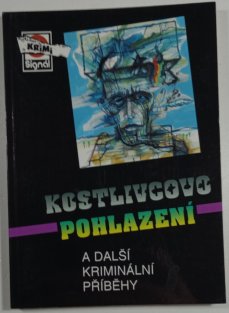 KRIMI
signál
KOSTLIVCOVO
POHLAZENÍ
A DALŠÍ
KRIMINÁLNÍ
PŘÍBĚHY